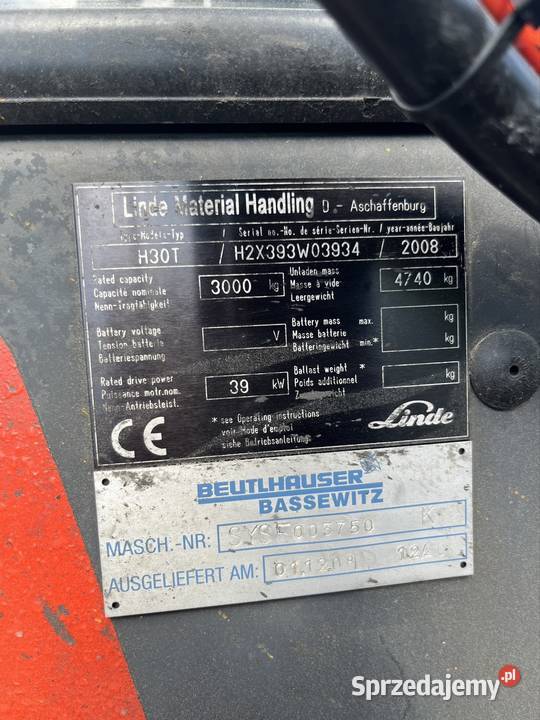 Linde Material Handling D.- Aschaffenburg
Type-Modele-Typ / Serial no.-No. de série-Serien-Nr. / year-année-Baujahr
H30T / H2X393W03934 / 2008
Rated capacity
Capacité nominale
Nenn-Tragfähigkeit
3000 kg
Unladen mass
Masse à vide
Leergewicht
4740 kg
Battery voltage
Tension batterie
Batteriespannung
V
Battery mass max.
Masse batterie
Batteriegewicht min.*
kg
kg
Rated drive power
Puissance motr.nom.
Nenn-Antriebsleist.
39 kW
Ballast weight *
Poids additionnel
kg
* see Operating instructions
voir Mode d'emploi
siehe Betriebsanleitung
CE
Linde
BEUTLHAUSER
BASSEWITZ
MASCH.-NR: 003750 K
AUSGELIEFERT AM:
Sprzedajemy.pl